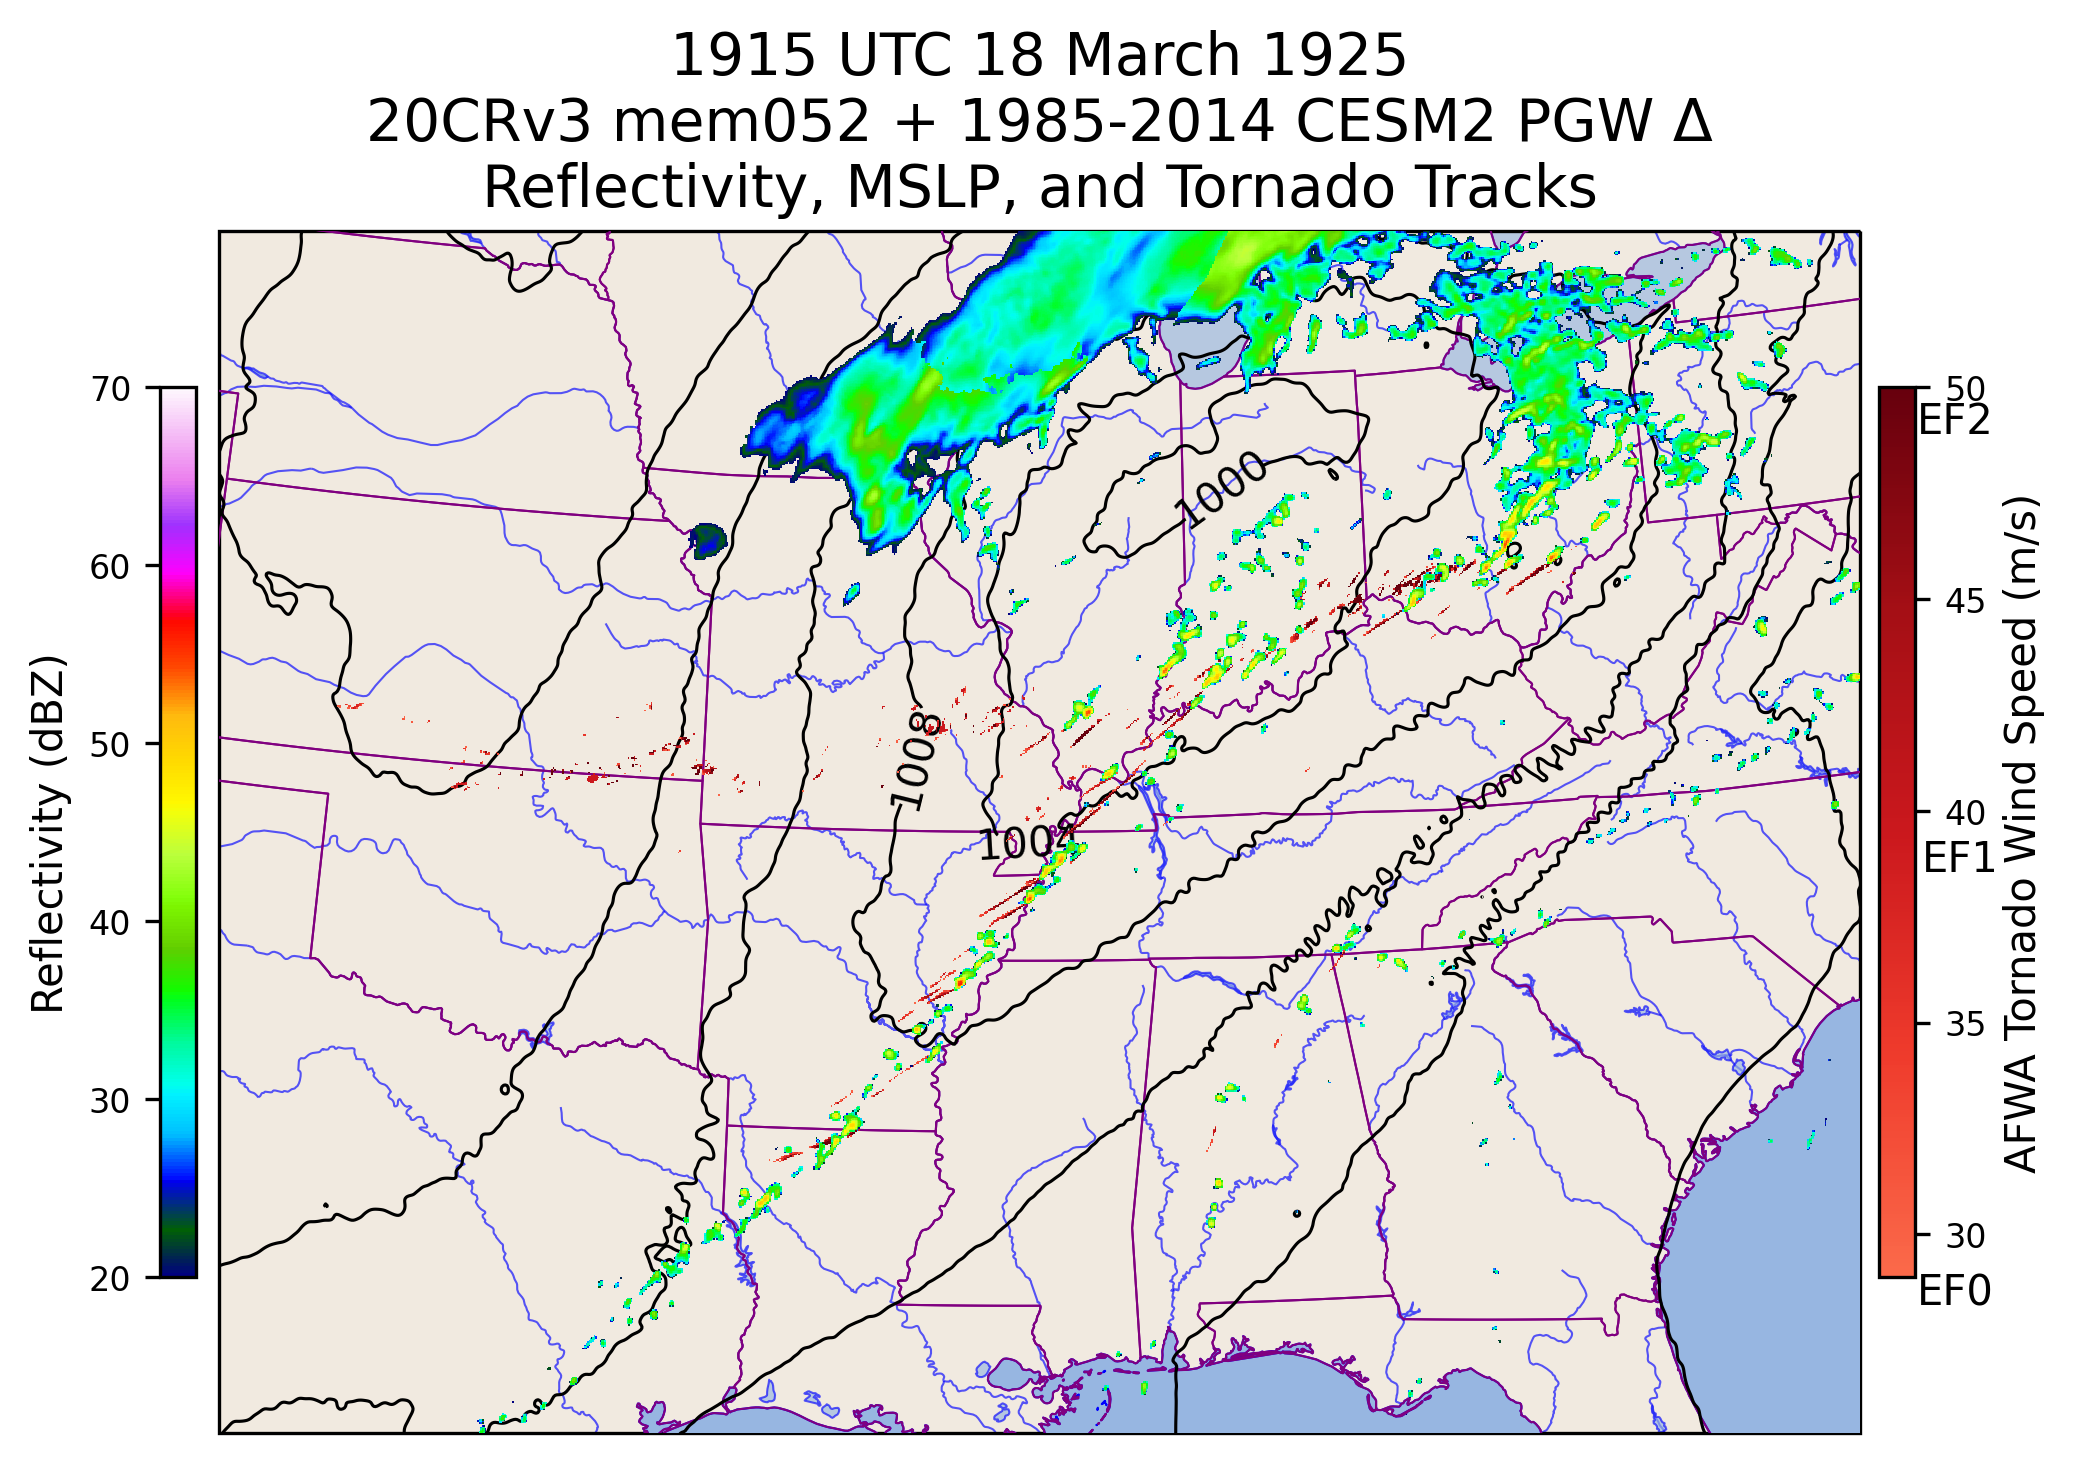 1915 UTC 18 March 1925
20CRv3 mem052 + 1985-2014 CESM2 PGW Δ
Reflectivity, MSLP, and Tornado Tracks
70
60
50
40
30
20
Reflectivity (dBZ)
1000
1008
1004
50
EF2
45
40
EF1
35
30
EF0
AFWA Tornado Wind Speed (m/s)